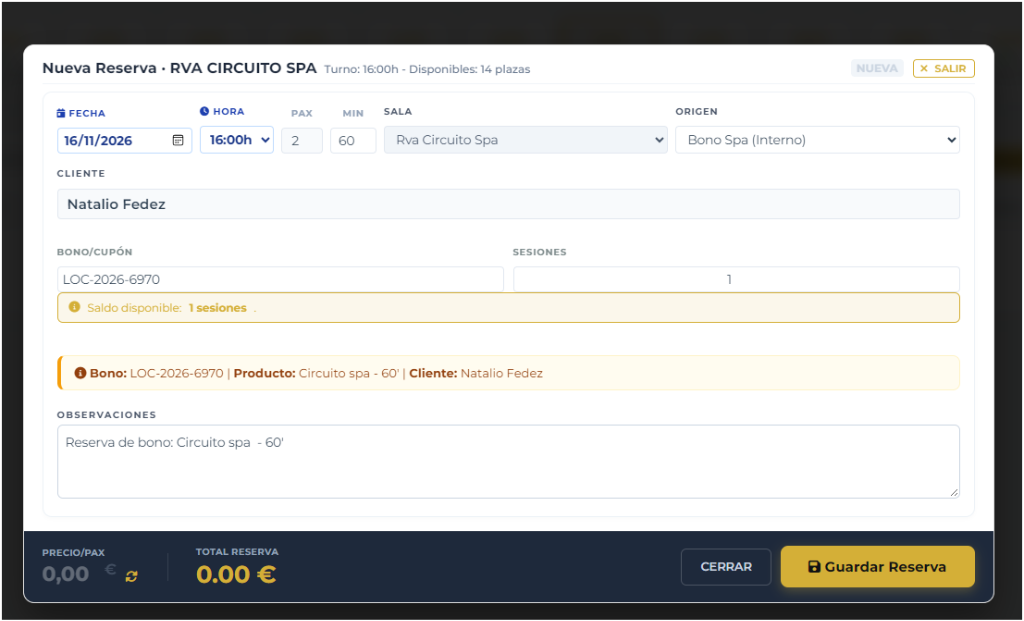 Nueva Reserva · RVA CIRCUITO SPA Turno: 16:00h - Disponibles: 14 plazas NUEVA × SALIR
FECHA HORA PAX MIN SALA ORIGEN
16/11/2026 16:00h 2 60 Rva Circuito Spa Bono Spa (Interno)
CLIENTE
Natalio Fedez
BONO/CUPÓN SESIONES
LOC-2026-6970 1
Saldo disponible: 1 sesiones .
Bono: LOC-2026-6970 | Producto: Circuito spa - 60' | Cliente: Natalio Fedez
OBSERVACIONES
Reserva de bono: Circuito spa  - 60'
PRECIO/PAX TOTAL RESERVA
0,00 € 0.00 € CERRAR Guardar Reserva